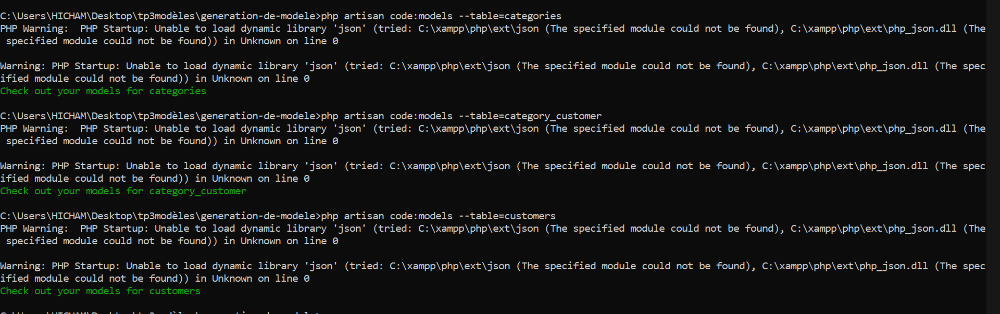 C:\Users\HICHAM\Desktop\tp3modèles\generation-de-modele>php artisan code:models --table=categories
PHP Warning:  PHP Startup: Unable to load dynamic library 'json' (tried: C:\xampp\php\ext\json (The specified module could not be found), C:\xampp\php\ext\php_json.dll (The
 specified module could not be found)) in Unknown on line 0
Warning: PHP Startup: Unable to load dynamic library 'json' (tried: C:\xampp\php\ext\json (The specified module could not be found), C:\xampp\php\ext\php_json.dll (The spec
ified module could not be found)) in Unknown on line 0
Check out your models for categories
C:\Users\HICHAM\Desktop\tp3modèles\generation-de-modele>php artisan code:models --table=category_customer
PHP Warning:  PHP Startup: Unable to load dynamic library 'json' (tried: C:\xampp\php\ext\json (The specified module could not be found), C:\xampp\php\ext\php_json.dll (The
 specified module could not be found)) in Unknown on line 0
Warning: PHP Startup: Unable to load dynamic library 'json' (tried: C:\xampp\php\ext\json (The specified module could not be found), C:\xampp\php\ext\php_json.dll (The spec
ified module could not be found)) in Unknown on line 0
Check out your models for category_customer
C:\Users\HICHAM\Desktop\tp3modèles\generation-de-modele>php artisan code:models --table=customers
PHP Warning:  PHP Startup: Unable to load dynamic library 'json' (tried: C:\xampp\php\ext\json (The specified module could not be found), C:\xampp\php\ext\php_json.dll (The
 specified module could not be found)) in Unknown on line 0
Warning: PHP Startup: Unable to load dynamic library 'json' (tried: C:\xampp\php\ext\json (The specified module could not be found), C:\xampp\php\ext\php_json.dll (The spec
ified module could not be found)) in Unknown on line 0
Check out your models for customers